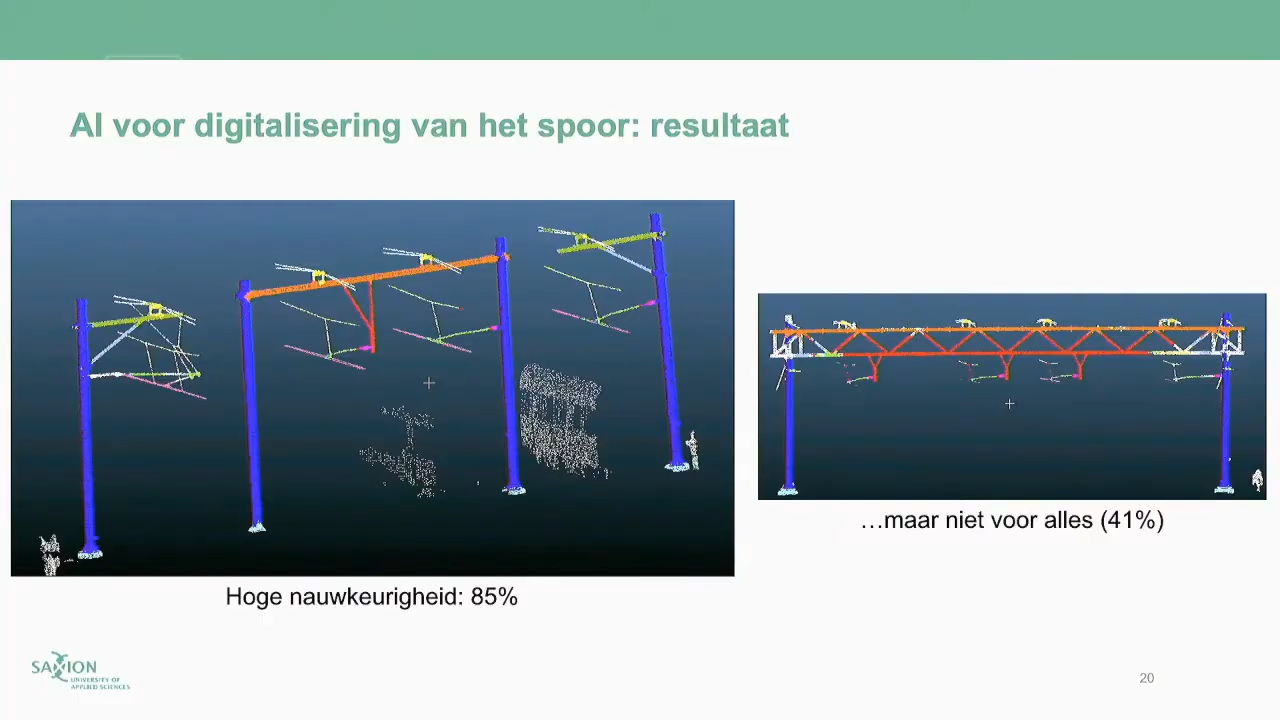 AI voor digitalisering van het spoor: resultaat
…maar niet voor alles (41%)
Hoge nauwkeurigheid: 85%
SAXION
UNIVERSITY OF
APPLIED SCIENCES
20